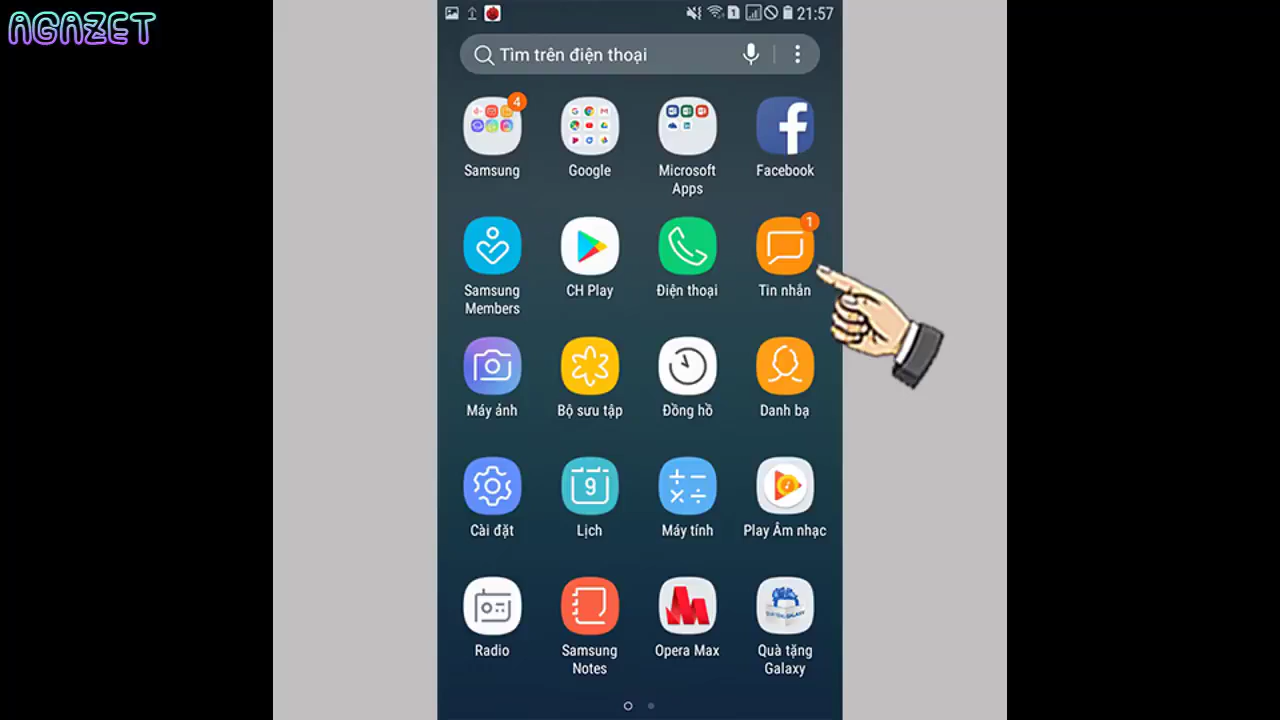 AGAZET
1
21:57
Tìm trên điện thoại
4
Samsung
Google
Microsoft
Apps
Facebook
1
Samsung
Members
CH Play
Điện thoại
Tin nhắn
Máy ảnh
Bộ sưu tập
Đồng hồ
Danh bạ
9
Cài đặt
Lịch
Máy tính
Play Âm nhạc
Radio
Samsung
Notes
Opera Max
Quà tặng
Galaxy